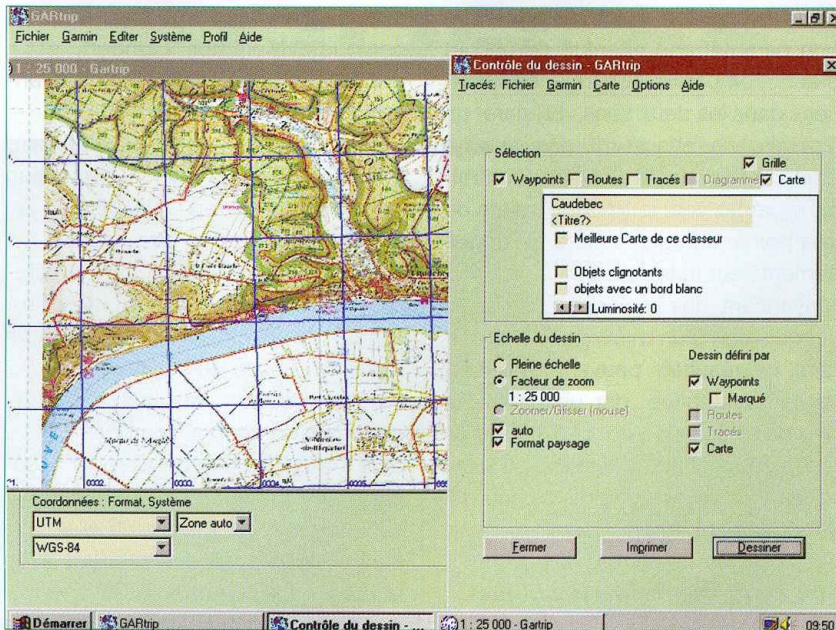 GARtrip
Fichier Garmin Editer Système Profil Aide
1 : 25 000 - Gartrip
Contrôle du dessin - GARtrip
Tracés: Fichier Garmin Carte Options Aide
Sélection
Grille
Waypoints Routes Tracés Diagramme Carte
Caudebec
<Titre?>
Meilleure Carte de ce classeur
Objets clignotants
objets avec un bord blanc
Luminosité: 0
Echelle du dessin
Pleine échelle
Facteur de zoom
1 : 25 000
Zoomer/Glisser (mouse)
auto
Format paysage
Dessin défini par
Waypoints
Marqué
Routes
Tracés
Carte
0002. 0003. 0004. 0005.
Coordonnées : Format, Système
UTM Zone auto
WGS-84
Fermer Imprimer Dessiner
Démarrer GARtrip Contrôle du dessin - ... 1 : 25 000 - Gartrip 09:50